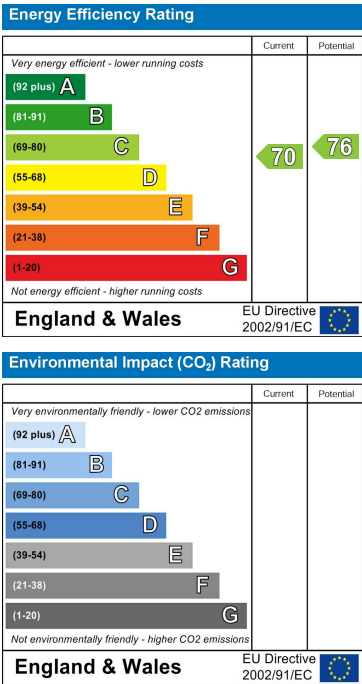 Energy Efficiency Rating
Current Potential
Very energy efficient - lower running costs
(92 plus) A
(81-91) B
(69-80) C
(55-68) D
(39-54) E
(21-38) F
(1-20) G
70 76
Not energy efficient - higher running costs
England & Wales
EU Directive
2002/91/EC
Environmental Impact (CO₂) Rating
Current Potential
Very environmentally friendly - lower CO2 emissions
(92 plus) A
(81-91) B
(69-80) C
(55-68) D
(39-54) E
(21-38) F
(1-20) G
Not environmentally friendly - higher CO2 emissions
England & Wales
EU Directive
2002/91/EC